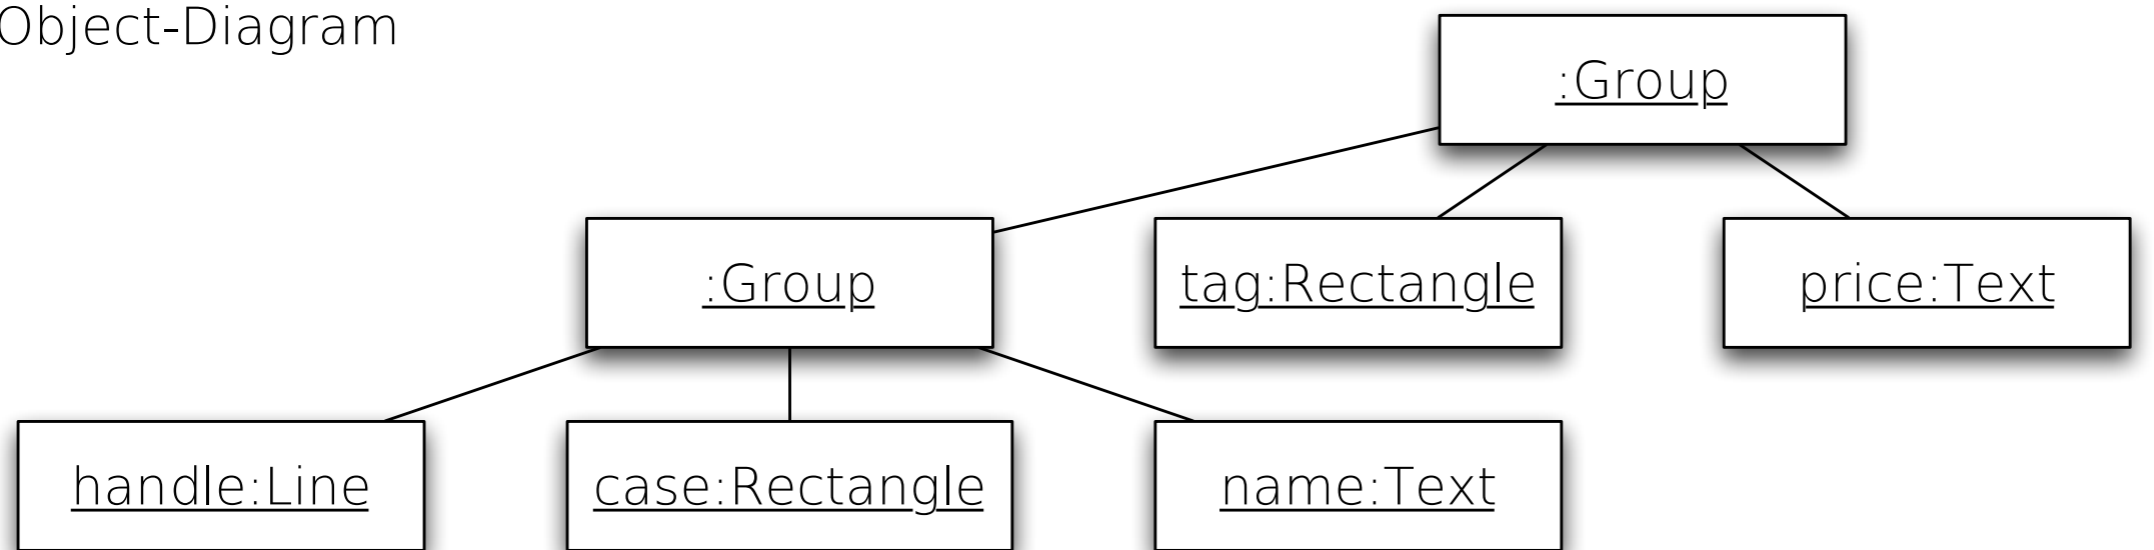 Object-Diagram
:Group
:Group
tag:Rectangle
price:Text
handle:Line
case:Rectangle
name:Text